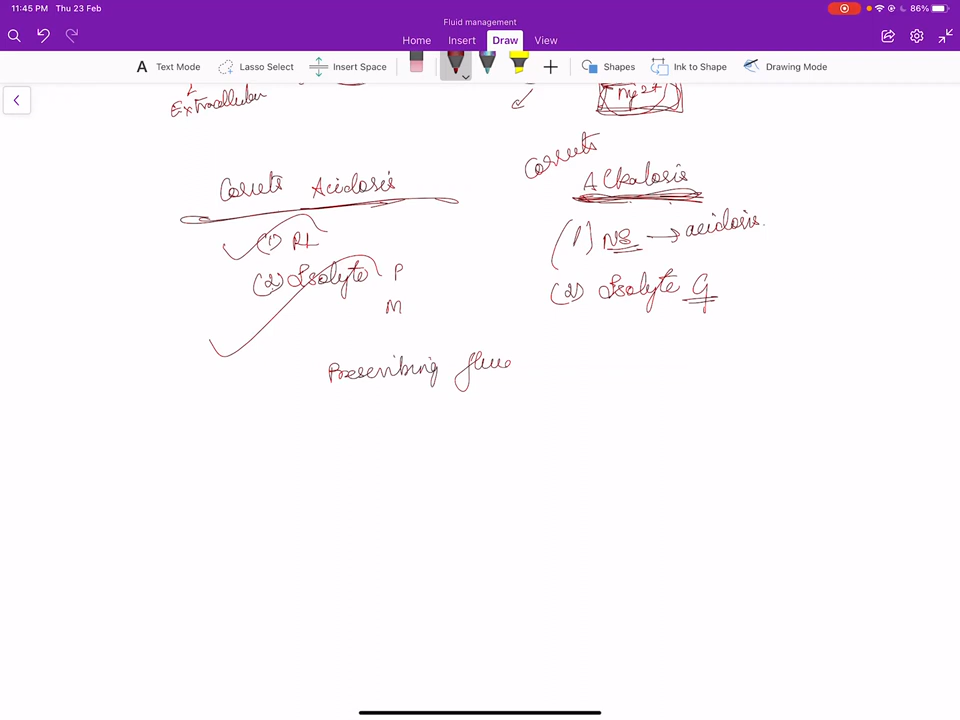 11:45 PM Thu 23 Feb
86%
Fluid management
Home Insert Draw View
A Text Mode Lasso Select Insert Space Shapes Ink to Shape Drawing Mode
Extracellular
Corrects Acidosis
(1) RL
(2) Isolyte P
M
Corrects
Alkalosis
(1) NS → acidosis.
(2) Isolyte G
Prescribing flu